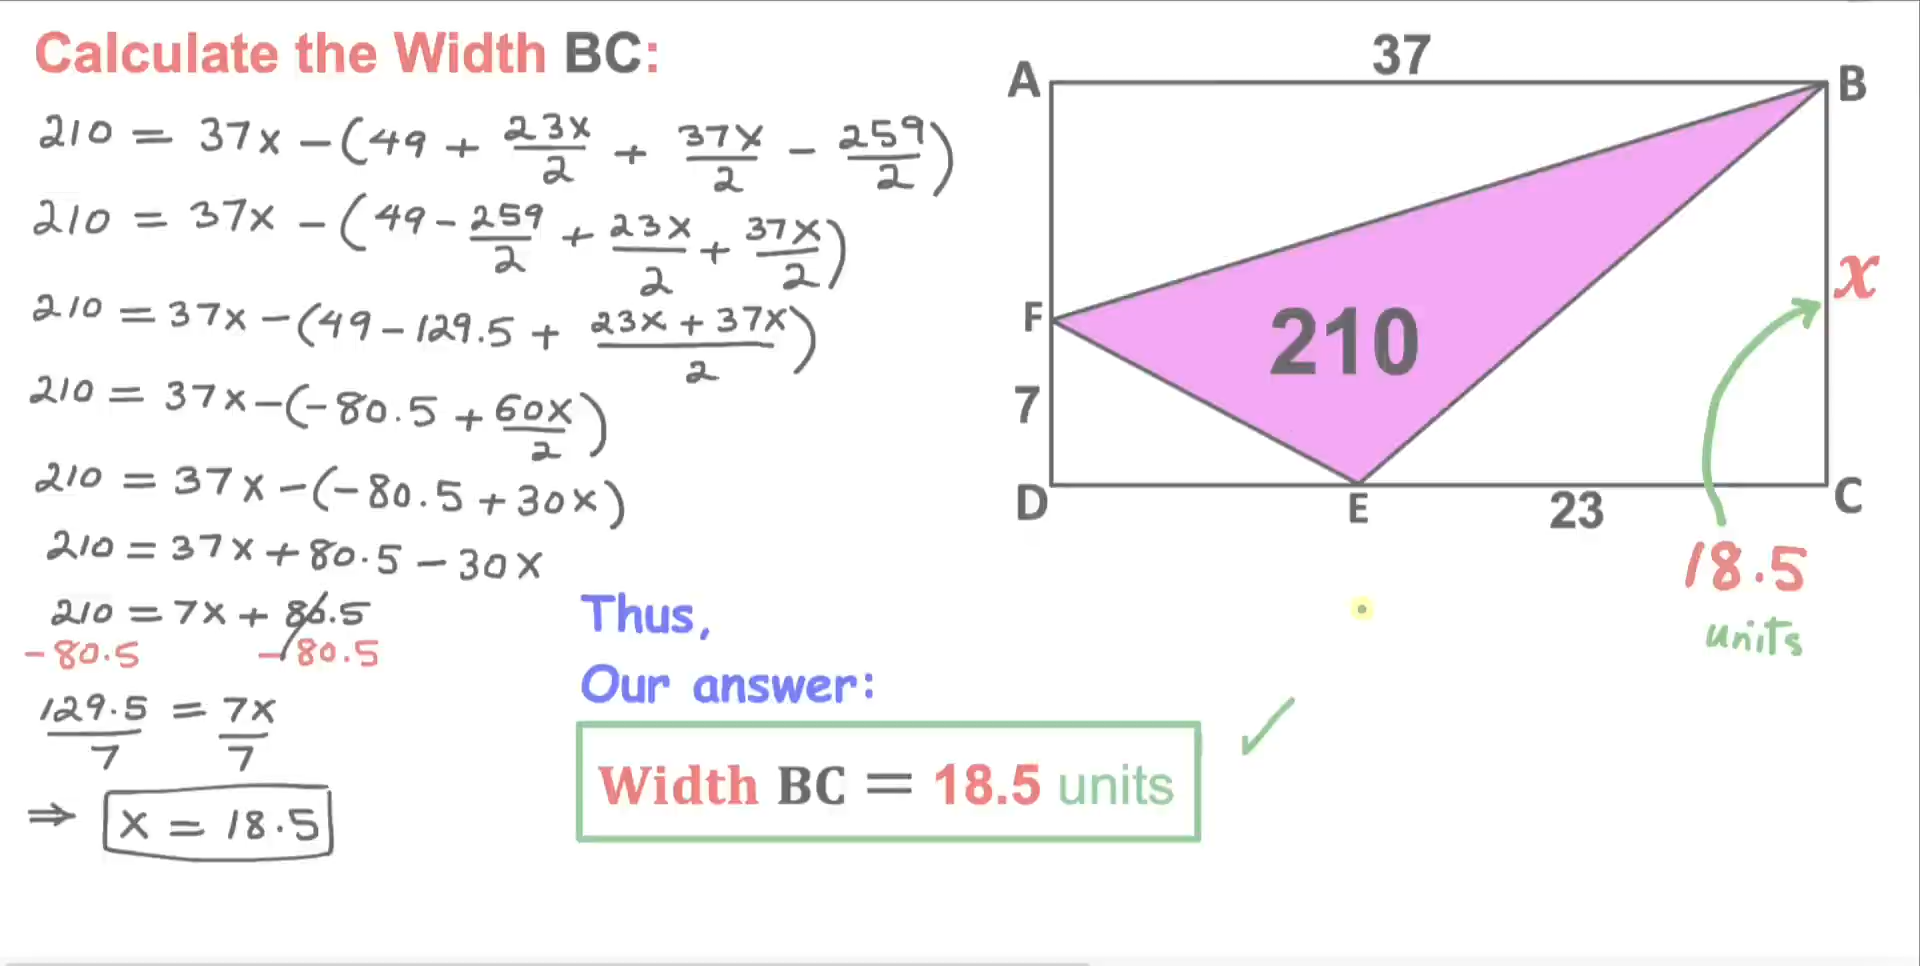 Calculate the Width BC:
210 = 37x − (49 + 23x/2 + 37x/2 − 259/2)
210 = 37x − (49 − 259/2 + 23x/2 + 37x/2)
210 = 37x − (49 − 129.5 + (23x + 37x)/2)
210 = 37x − (−80.5 + 60x/2)
210 = 37x − (−80.5 + 30x)
210 = 37x + 80.5 − 30x
210 = 7x + 80.5
−80.5 −80.5
129.5/7 = 7x/7
⇒ x = 18.5
Thus,
Our answer:
Width BC = 18.5 units ✓
37
A
B
x
F
210
7
D
E
23
C
18.5
units